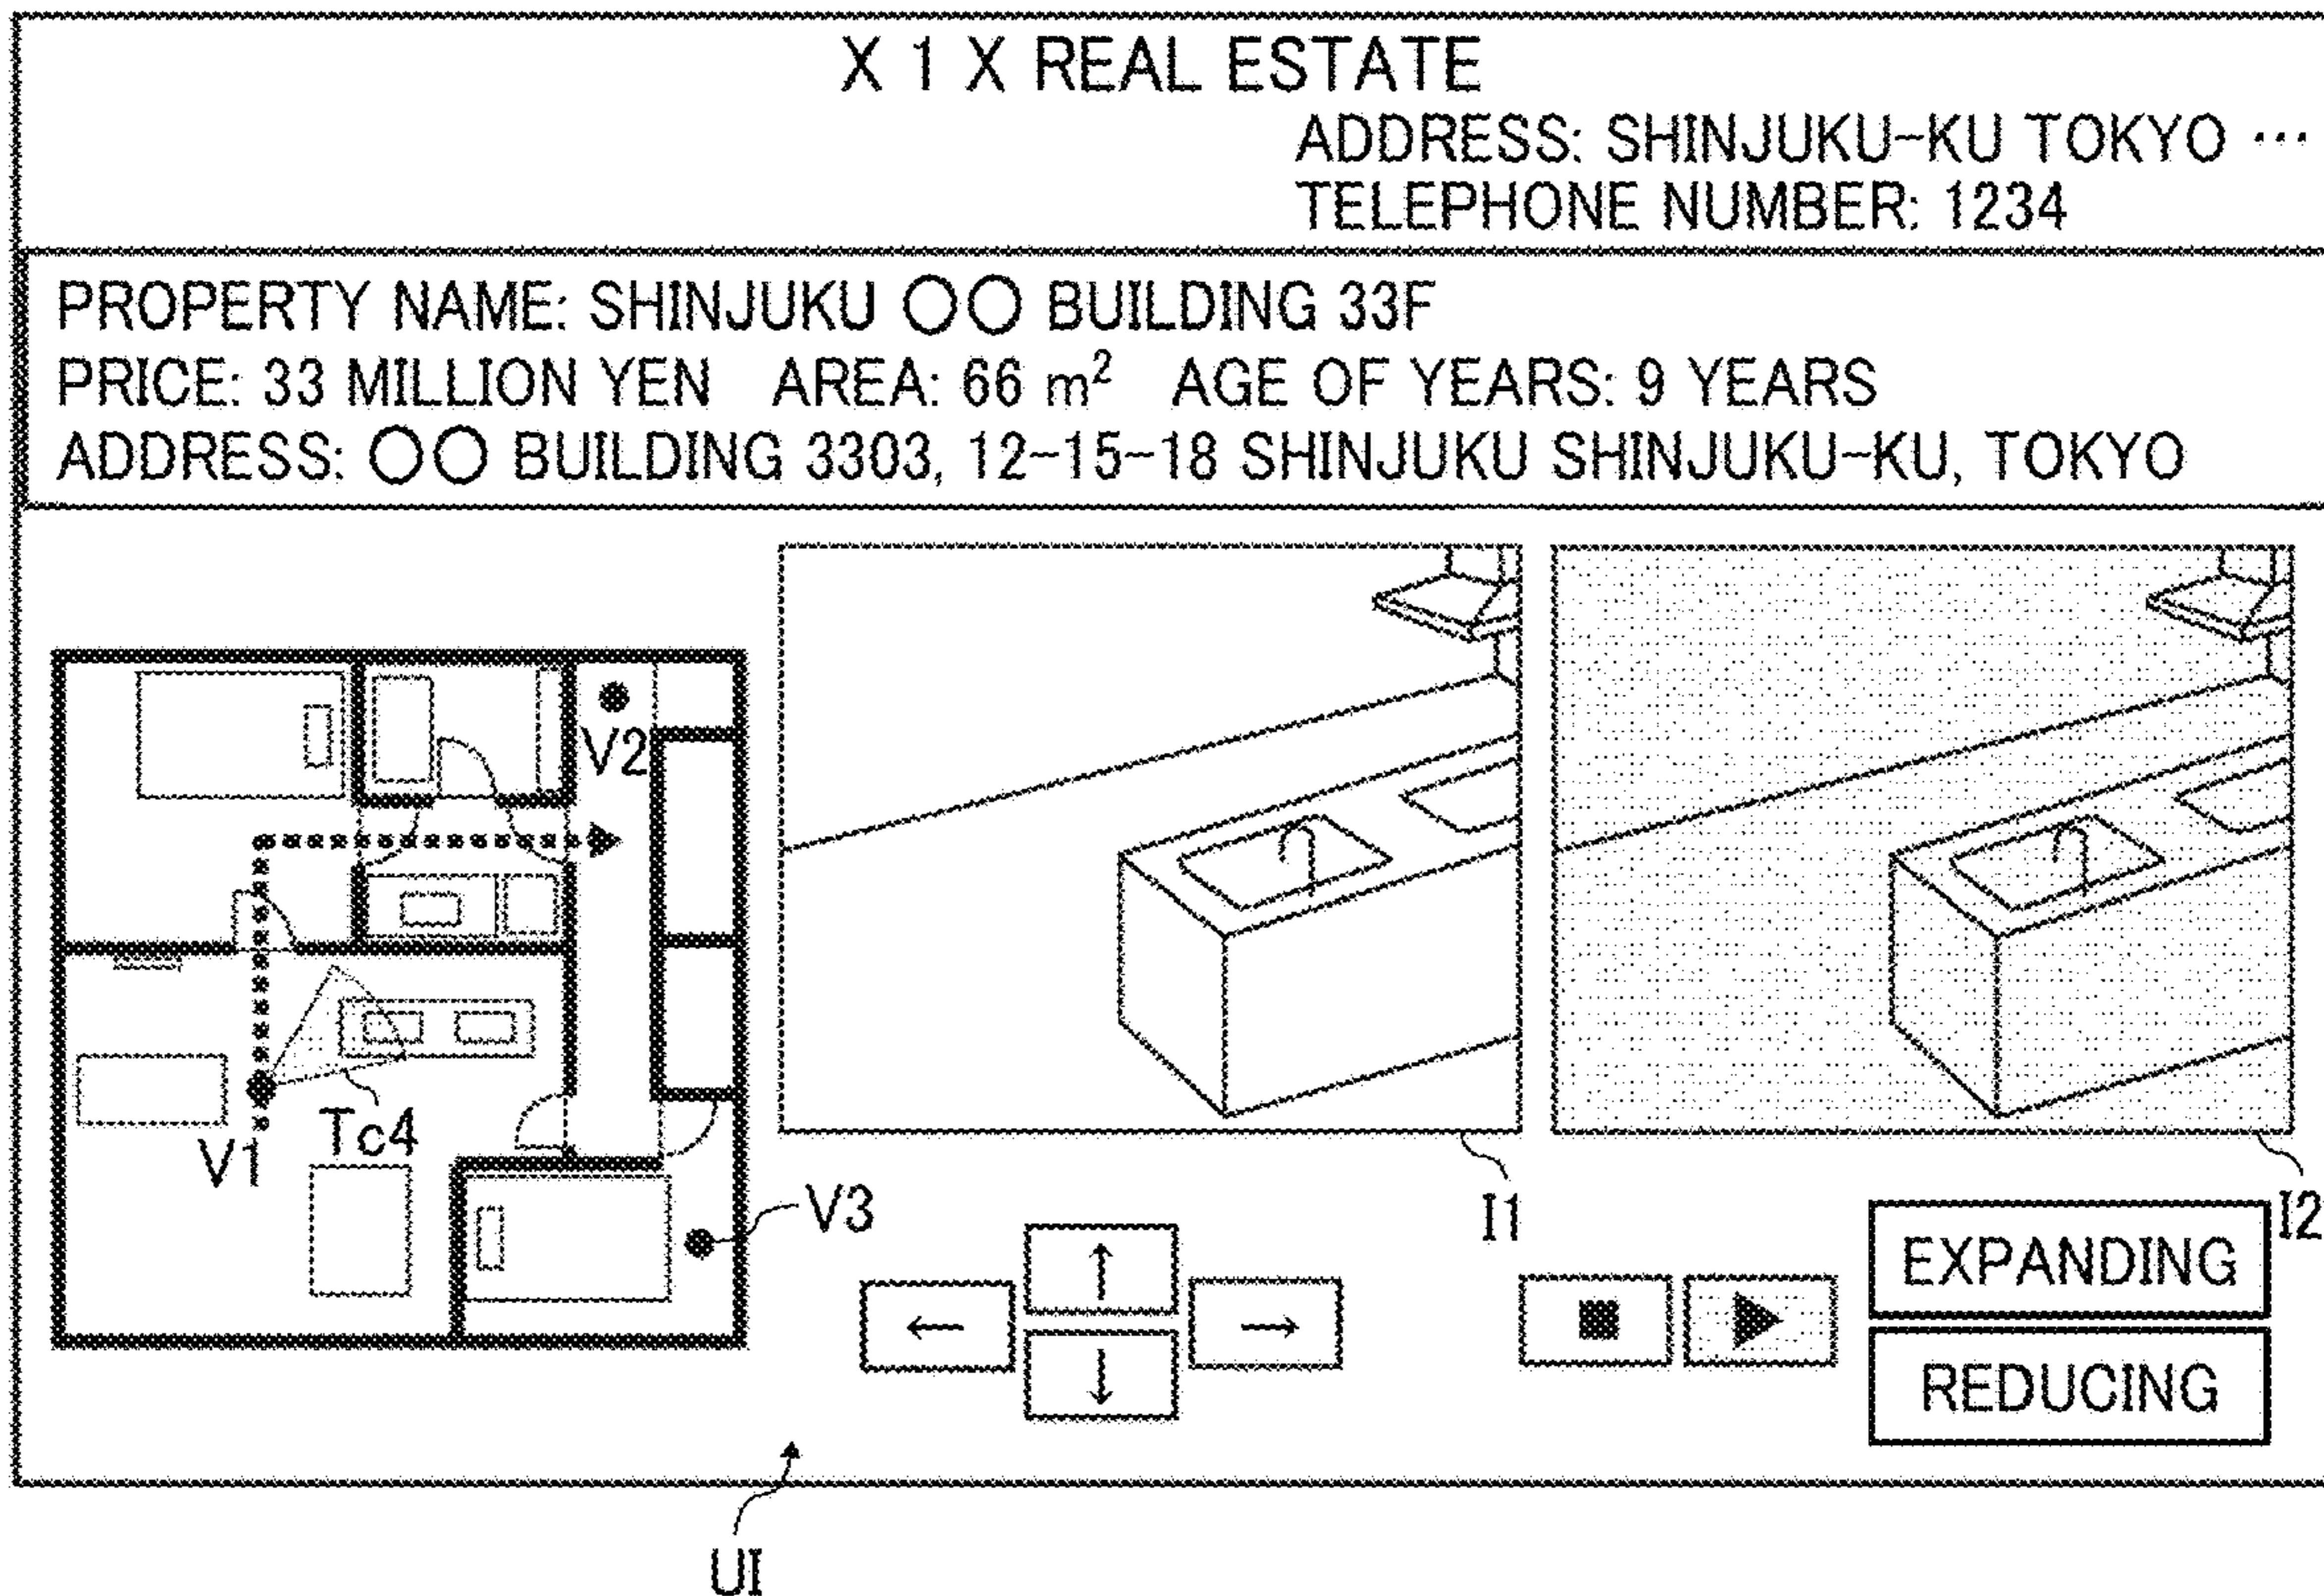 X 1 X REAL ESTATE
ADDRESS: SHINJUKU-KU TOKYO ···
TELEPHONE NUMBER: 1234
PROPERTY NAME: SHINJUKU ○○ BUILDING 33F
PRICE: 33 MILLION YEN AREA: 66 m² AGE OF YEARS: 9 YEARS
ADDRESS: ○○ BUILDING 3303, 12-15-18 SHINJUKU SHINJUKU-KU, TOKYO
V2
Tc4
V1
V3
I1
I2
←
↑
↓
→
■
▶
EXPANDING
REDUCING
UI